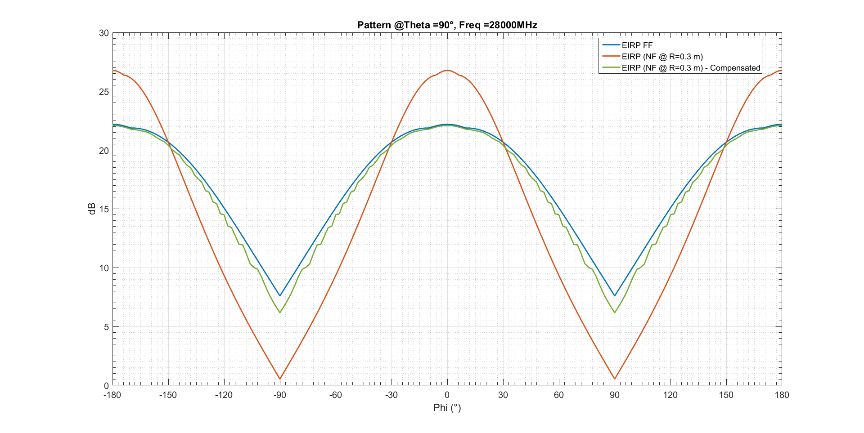 Pattern @Theta =90°, Freq =28000MHz
EIRP FF
EIRP (NF @ R=0.3 m)
EIRP (NF @ R=0.3 m) - Compensated
30
25
20
15
10
5
0
dB
-180 -150 -120 -90 -60 -30 0 30 60 90 120 150 180
Phi (°)